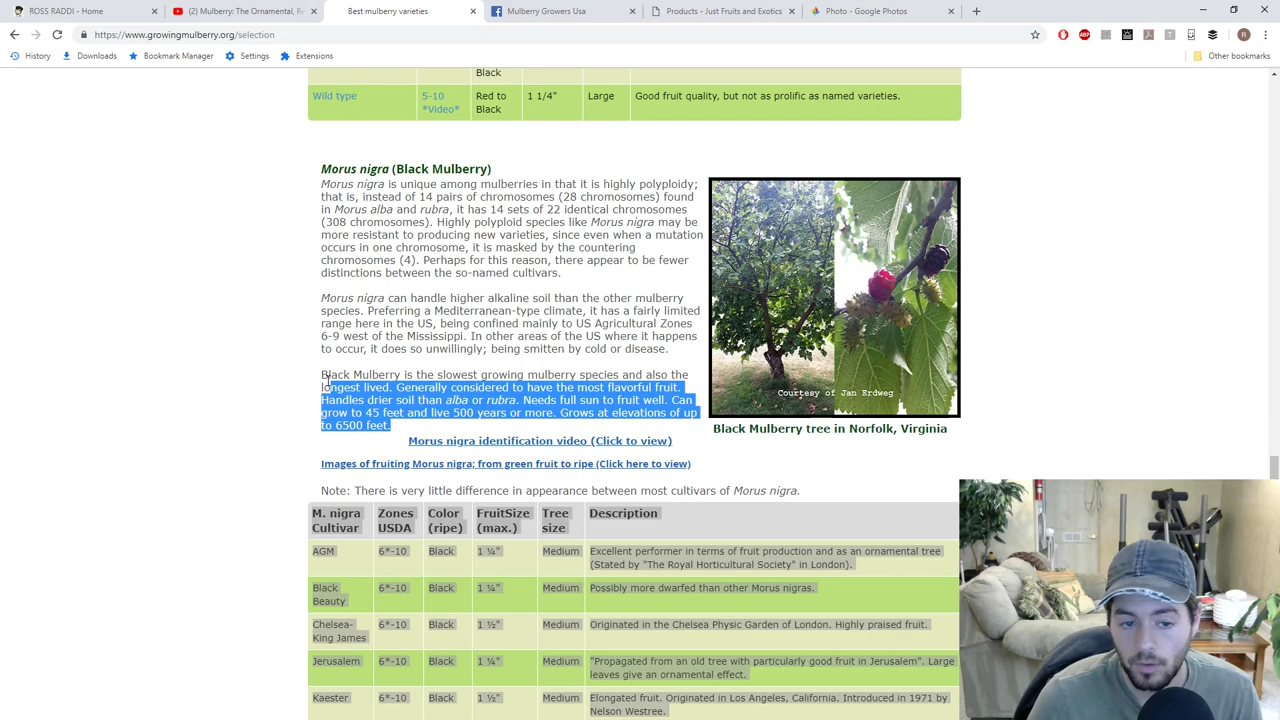 ROSS RADDI - Home
(2) Mulberry: The Ornamental, Re
Best mulberry varieties
Mulberry Growers Usa
Products - Just Fruits and Exotics
Photo - Google Photos
https://www.growingmulberry.org/selection
History
Downloads
Bookmark Manager
Settings
Extensions
Other bookmarks
Black
Wild type
5-10
*Video*
Red to
Black
1 1/4"
Large
Good fruit quality, but not as prolific as named varieties.
Morus nigra (Black Mulberry)
Morus nigra is unique among mulberries in that it is highly polyploidy;
that is, instead of 14 pairs of chromosomes (28 chromosomes) found
in Morus alba and rubra, it has 14 sets of 22 identical chromosomes
(308 chromosomes). Highly polyploid species like Morus nigra may be
more resistant to producing new varieties, since even when a mutation
occurs in one chromosome, it is masked by the countering
chromosomes (4). Perhaps for this reason, there appear to be fewer
distinctions between the so-named cultivars.
Morus nigra can handle higher alkaline soil than the other mulberry
species. Preferring a Mediterranean-type climate, it has a fairly limited
range here in the US, being confined mainly to US Agricultural Zones
6-9 west of the Mississippi. In other areas of the US where it happens
to occur, it does so unwillingly; being smitten by cold or disease.
Black Mulberry is the slowest growing mulberry species and also the
longest lived. Generally considered to have the most flavorful fruit.
Handles drier soil than alba or rubra. Needs full sun to fruit well. Can
grow to 45 feet and live 500 years or more. Grows at elevations of up
to 6500 feet.
Courtesy of Jan Erdweg
Black Mulberry tree in Norfolk, Virginia
Morus nigra identification video (Click to view)
Images of fruiting Morus nigra; from green fruit to ripe (Click here to view)
Note: There is very little difference in appearance between most cultivars of Morus nigra.
M. nigra
Cultivar
Zones
USDA
Color
(ripe)
FruitSize
(max.)
Tree
size
Description
AGM
6*-10
Black
1 ¼"
Medium
Excellent performer in terms of fruit production and as an ornamental tree
(Stated by "The Royal Horticultural Society" in London).
Black
Beauty
6*-10
Black
1 ¼"
Medium
Possibly more dwarfed than other Morus nigras.
Chelsea-
King James
6*-10
Black
1 ½"
Medium
Originated in the Chelsea Physic Garden of London. Highly praised fruit.
Jerusalem
6*-10
Black
1 ¼"
Medium
"Propagated from an old tree with particularly good fruit in Jerusalem". Large
leaves give an ornamental effect.
Kaester
6*-10
Black
1 ½"
Medium
Elongated fruit. Originated in Los Angeles, California. Introduced in 1971 by
Nelson Westree.